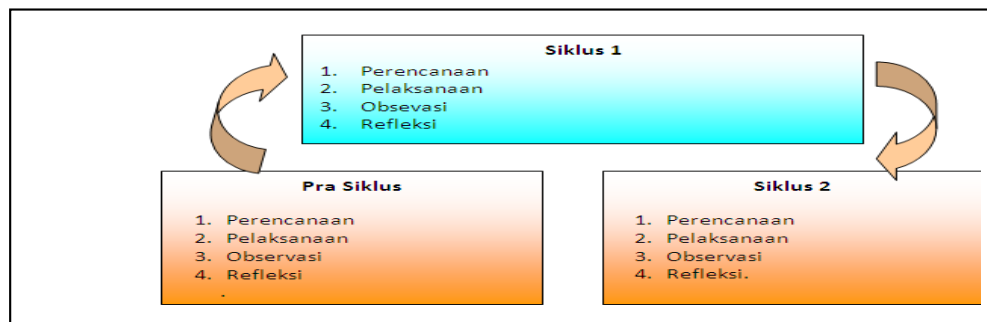 Siklus 1
1. Perencanaan
2. Pelaksanaan
3. Obsevasi
4. Refleksi
Pra Siklus
1. Perencanaan
2. Pelaksanaan
3. Observasi
4. Refleksi
.
Siklus 2
1. Perencanaan
2. Pelaksanaan
3. Observasi
4. Refleksi.